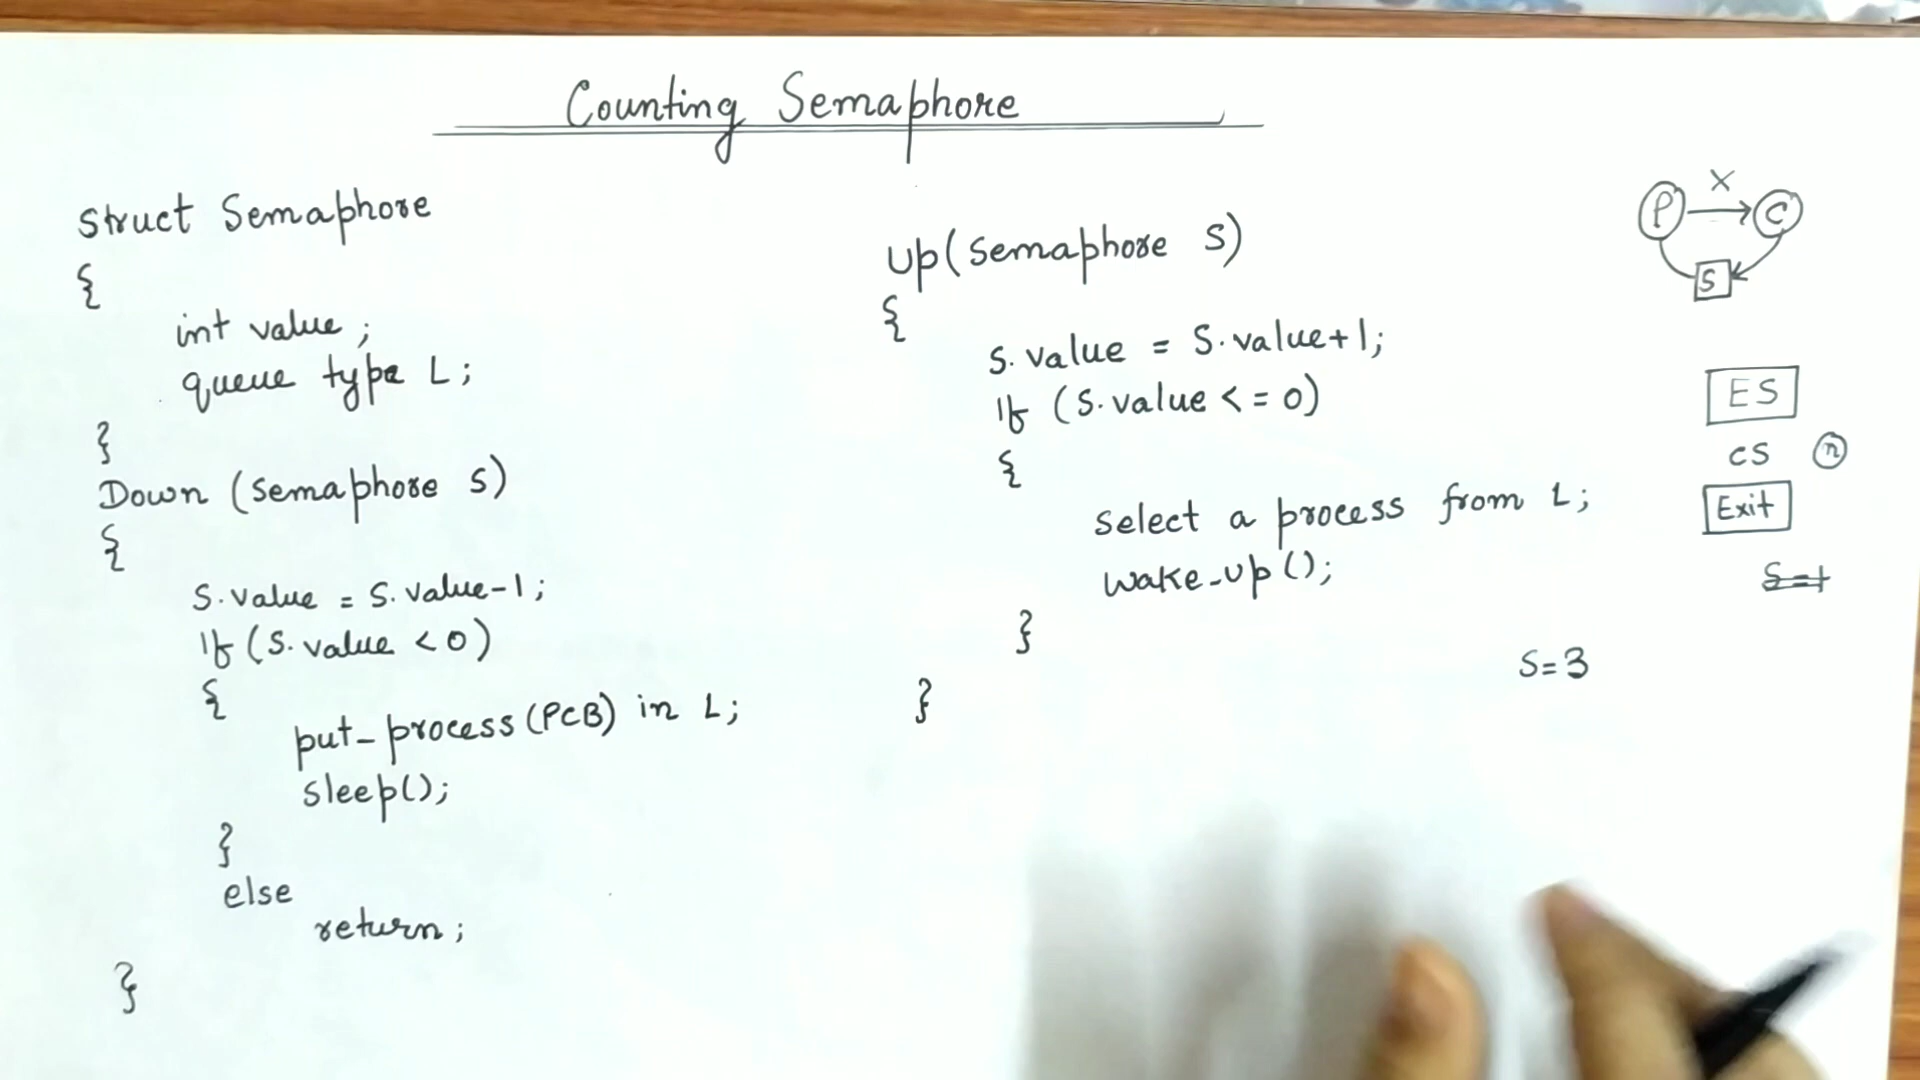 Counting Semaphore
Struct Semaphore
{
int value ;
queue type L ;
}
Down (Semaphore S)
{
S.value = S.value-1 ;
If (S.value < 0)
{
put_process (PCB) in L ;
sleep() ;
}
else
return ;
}
Up (Semaphore S)
{
S.value = S.value+1 ;
If (S.value <= 0)
{
Select a process from L ;
wake-up() ;
}
}
X
P C
S
ES
CS n
Exit
S=1
S=3